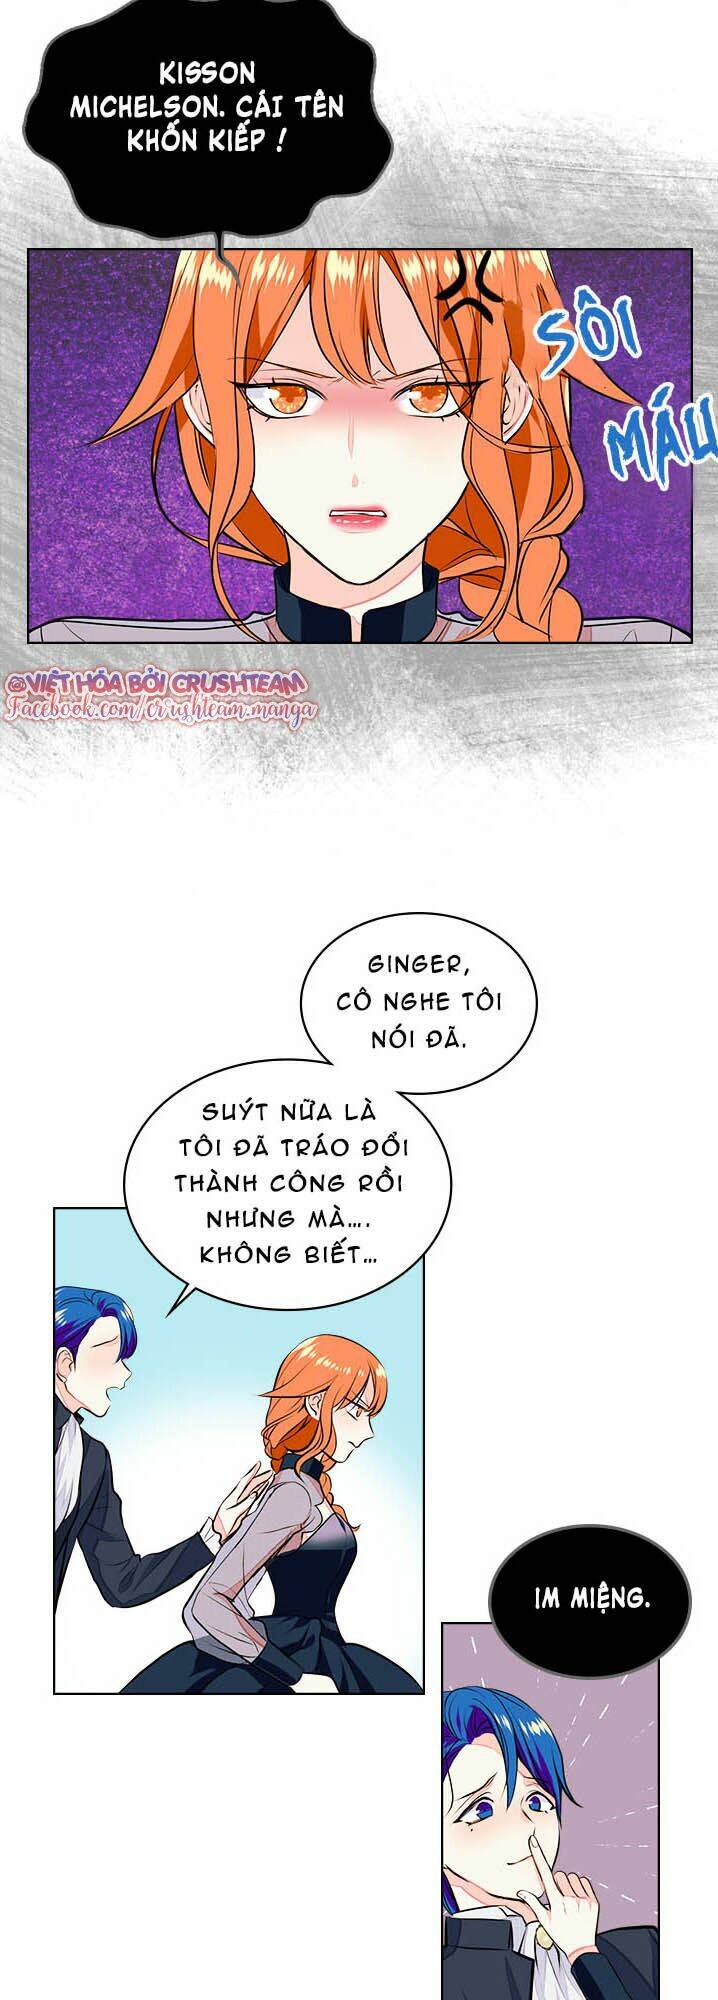 KISSON
MICHELSON. CÁI TÊN
KHỐN KIẾP !
SÔI
MÁU
@VIỆT HÓA BỞI CRUSHTEAM
Facebook.com/crushteam.manga
GINGER,
CÔ NGHE TÔI
NÓI ĐÃ.
SUÝT NỮA LÀ
TÔI ĐÃ TRÁO ĐỔI
THÀNH CÔNG RỒI
NHƯNG MÀ....
KHÔNG BIẾT...
IM MIỆNG.